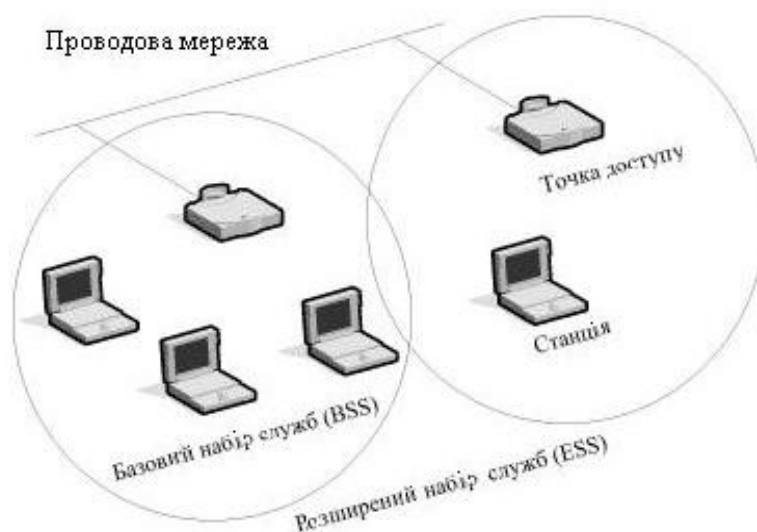 Проводова мережа
Точка доступу
Станція
Базовий набір служб (BSS)
Розширений набір служб (ESS)